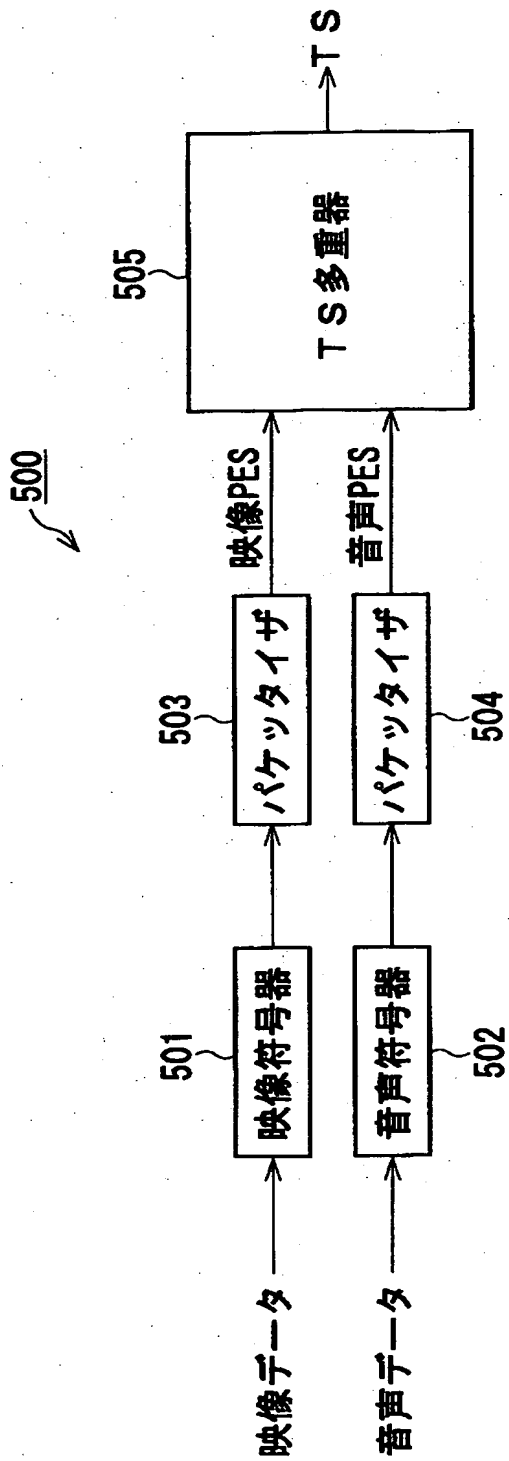 500
映像データ
501
映像符号器
503
パケッタイザ
映像PES
505
TS多重器
TS
音声データ
音声符号器
502
パケッタイザ
504
音声PES